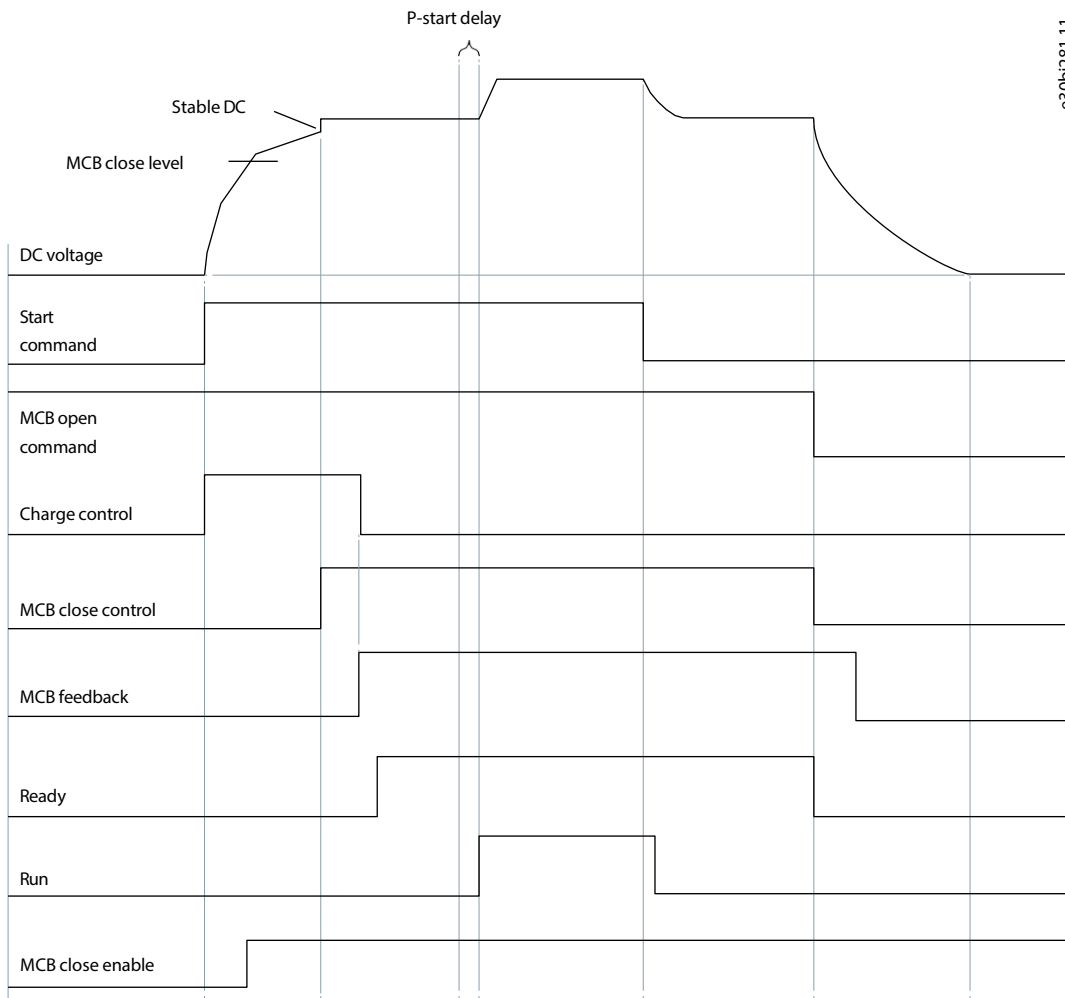 P-start delay
Stable DC
MCB close level
DC voltage
Start
command
MCB open
command
Charge control
MCB close control
MCB feedback
Ready
Run
MCB close enable